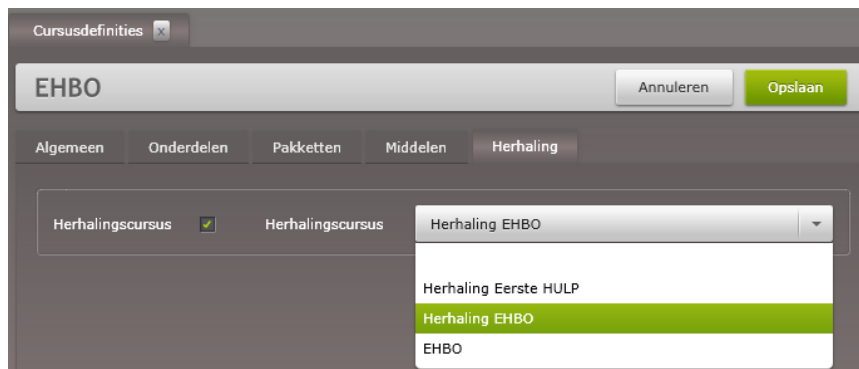 Cursusdefinities x
EHBO Annuleren Opslaan
Algemeen Onderdelen Pakketten Middelen Herhaling
Herhalingscursus Herhalingscursus Herhaling EHBO
Herhaling Eerste HULP
Herhaling EHBO
EHBO